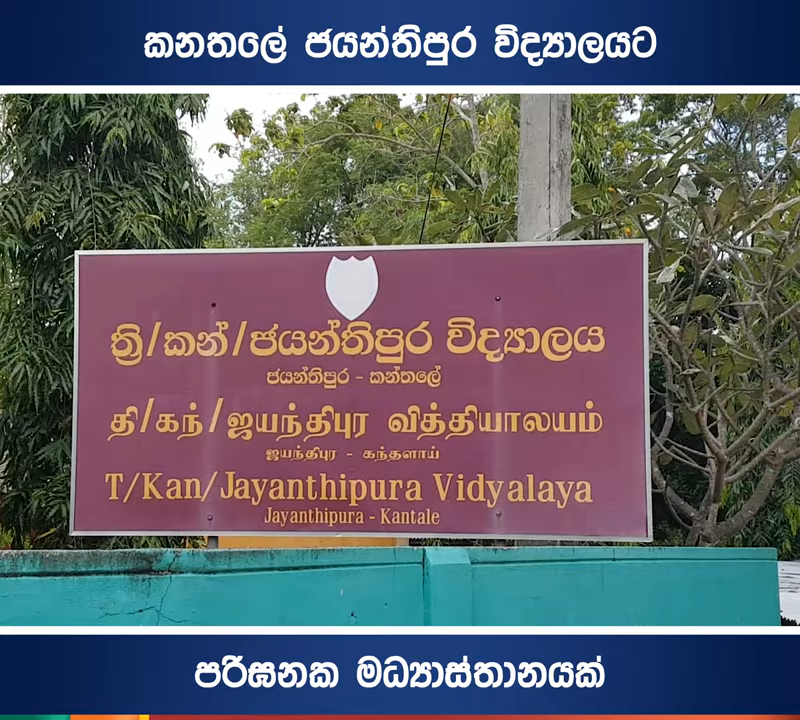 කනතලේ ජයන්තිපුර විද්‍යාලයට
ත්‍රි/කන්/ජයන්තිපුර විද්‍යාලය
ජයන්තිපුර - කන්තලේ
தி/கந்/ஜயந்திபுர வித்தியாலயம்
ஜயந்திபுர - கந்தளாய்
T/Kan/Jayanthipura Vidyalaya
Jayanthipura - Kantale
පරිඝනක මධ්‍යාස්තානයක්